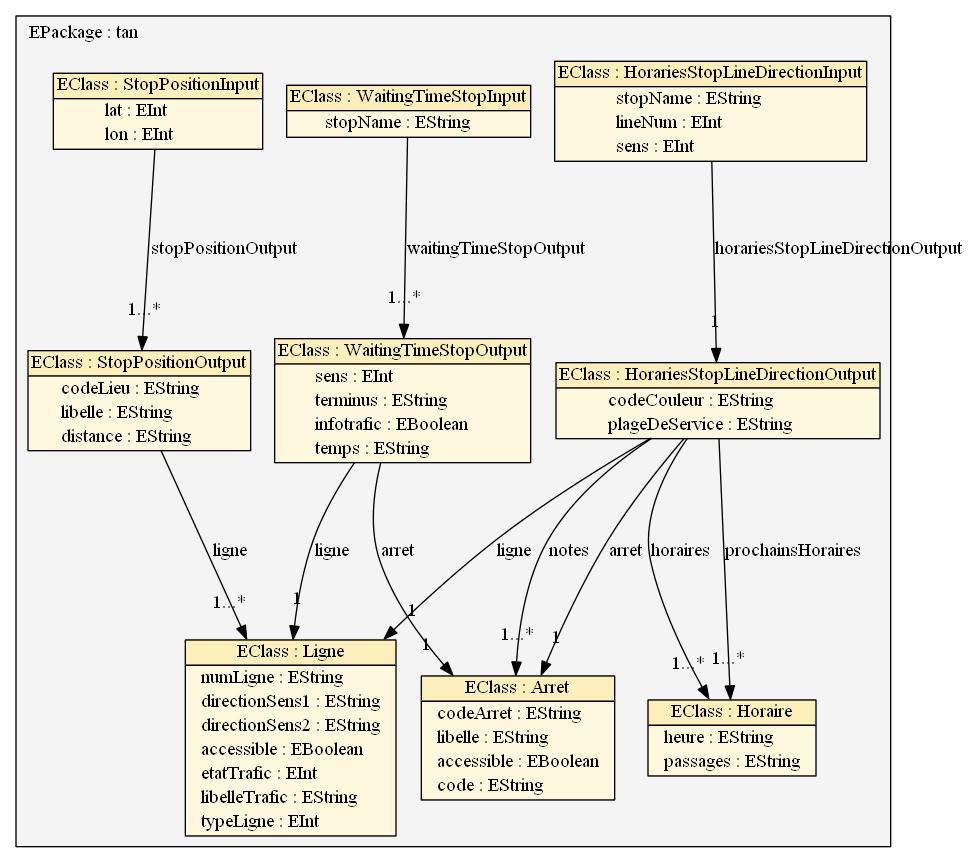 EPackage : tan
EClass : StopPositionInput
lat : EInt
lon : EInt
EClass : WaitingTimeStopInput
stopName : EString
EClass : HorariesStopLineDirectionInput
stopName : EString
lineNum : EInt
sens : EInt
stopPositionOutput
1...*
waitingTimeStopOutput
1...*
horariesStopLineDirectionOutput
1
EClass : StopPositionOutput
codeLieu : EString
libelle : EString
distance : EString
EClass : WaitingTimeStopOutput
sens : EInt
terminus : EString
infotrafic : EBoolean
temps : EString
EClass : HorariesStopLineDirectionOutput
codeCouleur : EString
plageDeService : EString
ligne
1...*
ligne
1
arret
1
ligne
1
notes
1...*
arret
1
horaires
1...*
prochainsHoraires
1...*
EClass : Ligne
numLigne : EString
directionSens1 : EString
directionSens2 : EString
accessible : EBoolean
etatTrafic : EInt
libelleTrafic : EString
typeLigne : EInt
EClass : Arret
codeArret : EString
libelle : EString
accessible : EBoolean
code : EString
EClass : Horaire
heure : EString
passages : EString